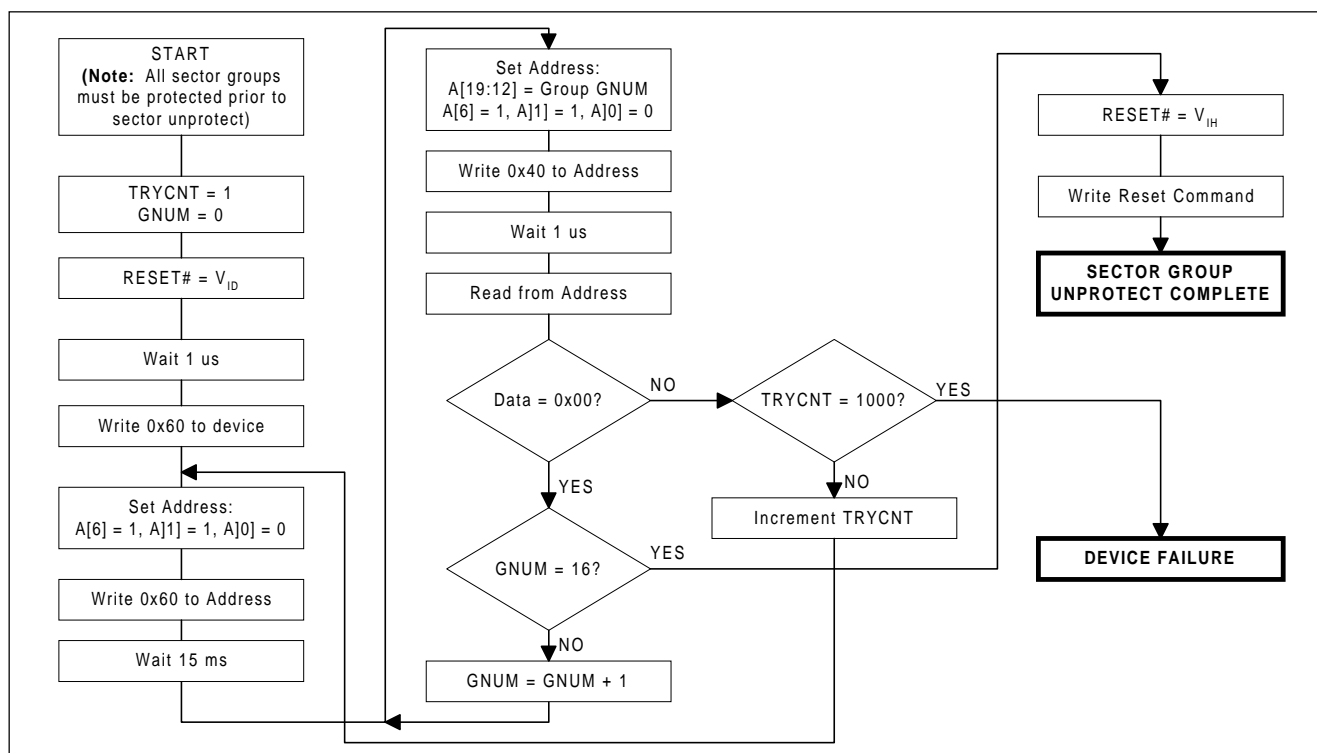 START
(Note: All sector groups
must be protected prior to
sector unprotect)
TRYCNT = 1
GNUM = 0
RESET# = VID
Wait 1 us
Write 0x60 to device
Set Address:
A[6] = 1, A]1] = 1, A]0] = 0
Write 0x60 to Address
Wait 15 ms
Set Address:
A[19:12] = Group GNUM
A[6] = 1, A]1] = 1, A]0] = 0
Write 0x40 to Address
Wait 1 us
Read from Address
Data = 0x00?
NO
YES
GNUM = 16?
YES
NO
GNUM = GNUM + 1
TRYCNT = 1000?
YES
NO
Increment TRYCNT
RESET# = VIH
Write Reset Command
SECTOR GROUP
UNPROTECT COMPLETE
DEVICE FAILURE